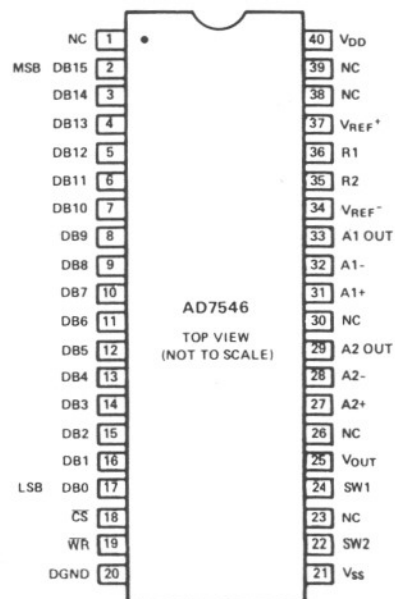 NC 1 40 VDD
MSB DB15 2 39 NC
DB14 3 38 NC
DB13 4 37 VREF+
DB12 5 36 R1
DB11 6 35 R2
DB10 7 34 VREF-
DB9 8 33 A1 OUT
DB8 9 32 A1-
DB7 10 31 A1+
DB6 11 30 NC
AD7546
DB5 12 29 A2 OUT
TOP VIEW
(NOT TO SCALE)
DB4 13 28 A2-
DB3 14 27 A2+
DB2 15 26 NC
DB1 16 25 VOUT
LSB DB0 17 24 SW1
C̅S̅ 18 23 NC
W̅R̅ 19 22 SW2
DGND 20 21 VSS